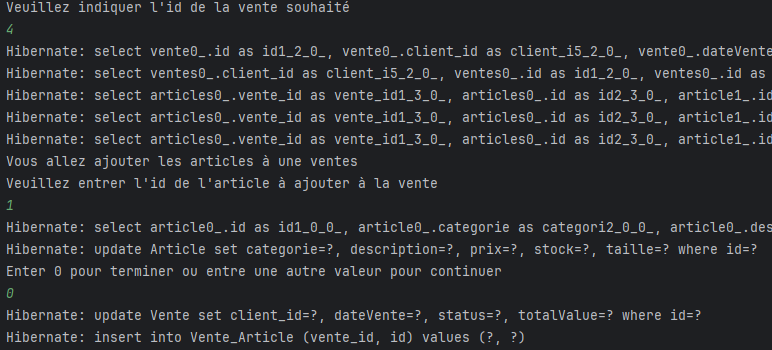 Veuillez indiquer l'id de la vente souhaité
4
Hibernate: select vente0_.id as id1_2_0_, vente0_.client_id as client_i5_2_0_, vente0_.dateVente
Hibernate: select ventes0_.client_id as client_i5_2_0_, ventes0_.id as id1_2_0_, ventes0_.id as
Hibernate: select articles0_.vente_id as vente_id1_3_0_, articles0_.id as id2_3_0_, article1_.id
Hibernate: select articles0_.vente_id as vente_id1_3_0_, articles0_.id as id2_3_0_, article1_.id
Hibernate: select articles0_.vente_id as vente_id1_3_0_, articles0_.id as id2_3_0_, article1_.id
Vous allez ajouter les articles à une ventes
Veuillez entrer l'id de l'article à ajouter à la vente
1
Hibernate: select article0_.id as id1_0_0_, article0_.categorie as categori2_0_0_, article0_.des
Hibernate: update Article set categorie=?, description=?, prix=?, stock=?, taille=? where id=?
Enter 0 pour terminer ou entre une autre valeur pour continuer
0
Hibernate: update Vente set client_id=?, dateVente=?, status=?, totalValue=? where id=?
Hibernate: insert into Vente_Article (vente_id, id) values (?, ?)